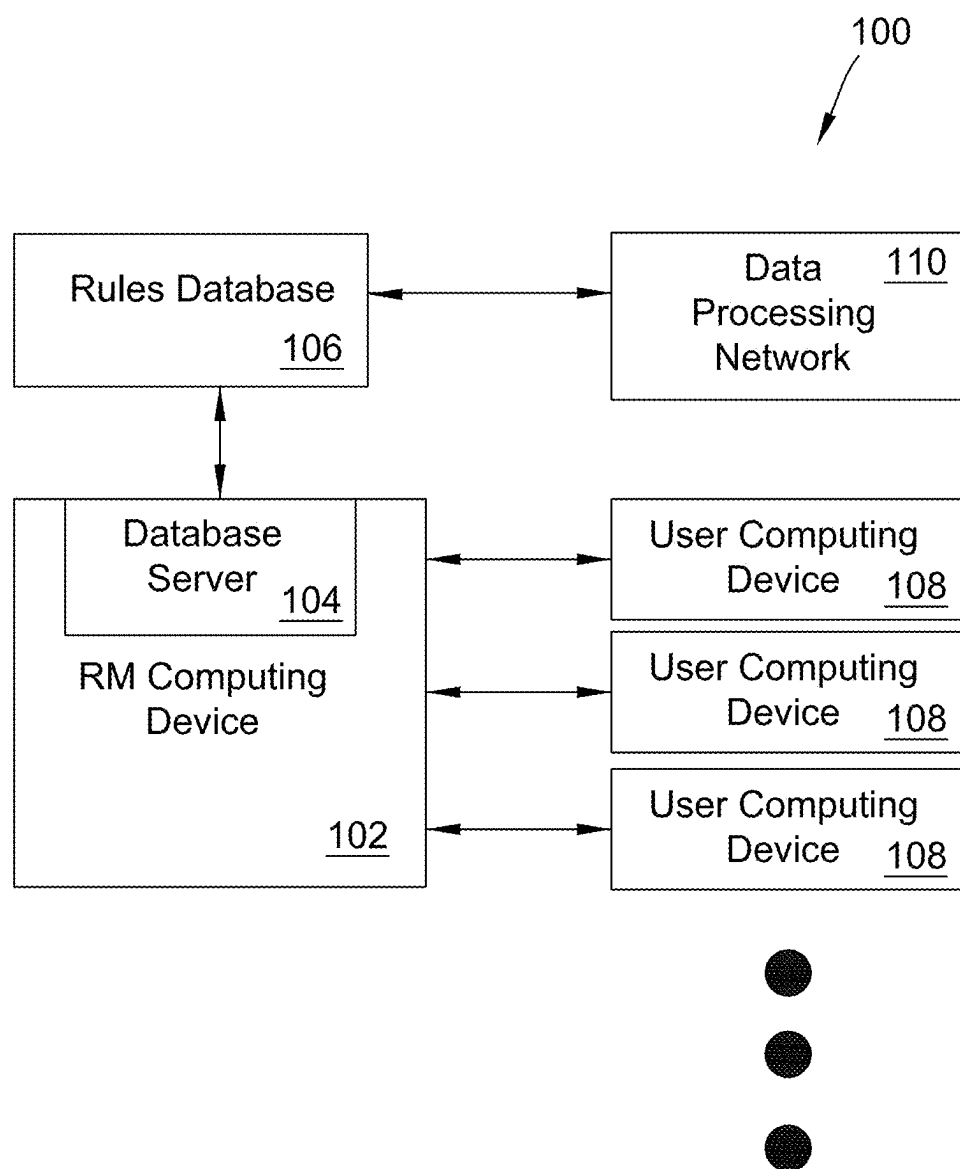 100
Rules Database
106
Data
Processing
Network
110
Database
Server
104
RM Computing
Device
102
User Computing
Device
108
User Computing
Device
108
User Computing
Device
108